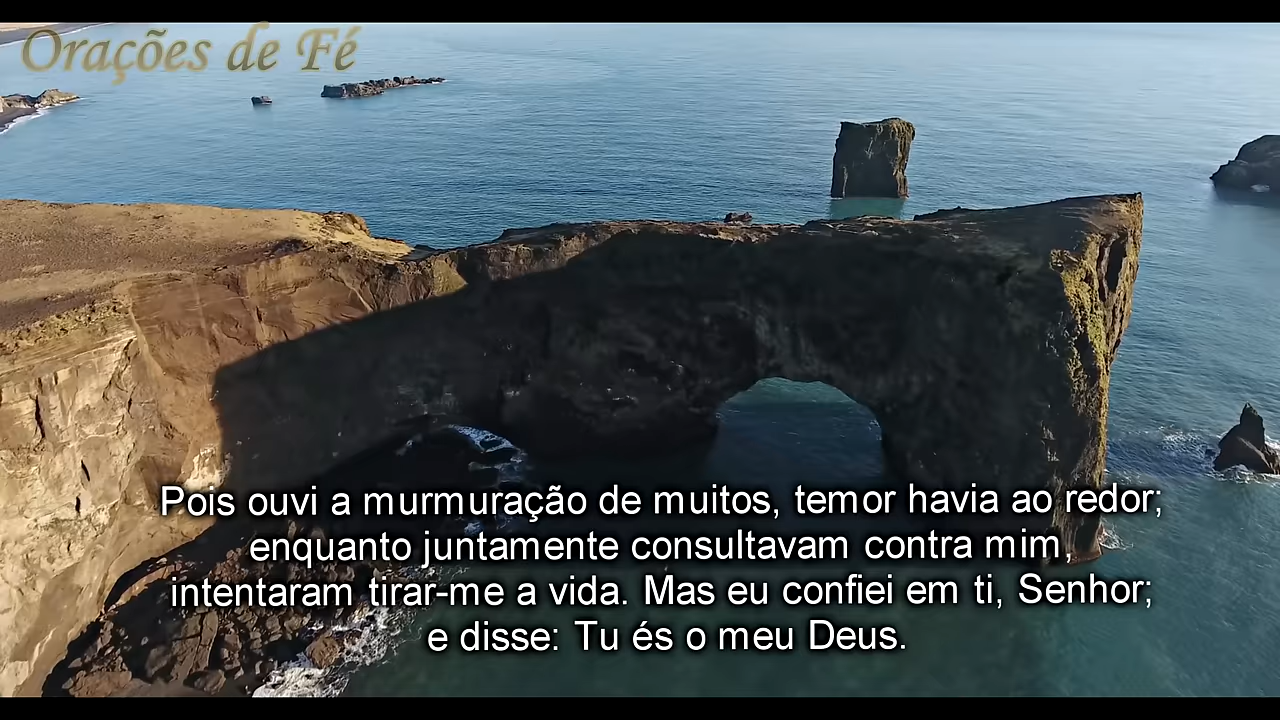 Orações de Fé
Pois ouvi a murmuração de muitos, temor havia ao redor;
enquanto juntamente consultavam contra mim,
intentaram tirar-me a vida. Mas eu confiei em ti, Senhor;
e disse: Tu és o meu Deus.